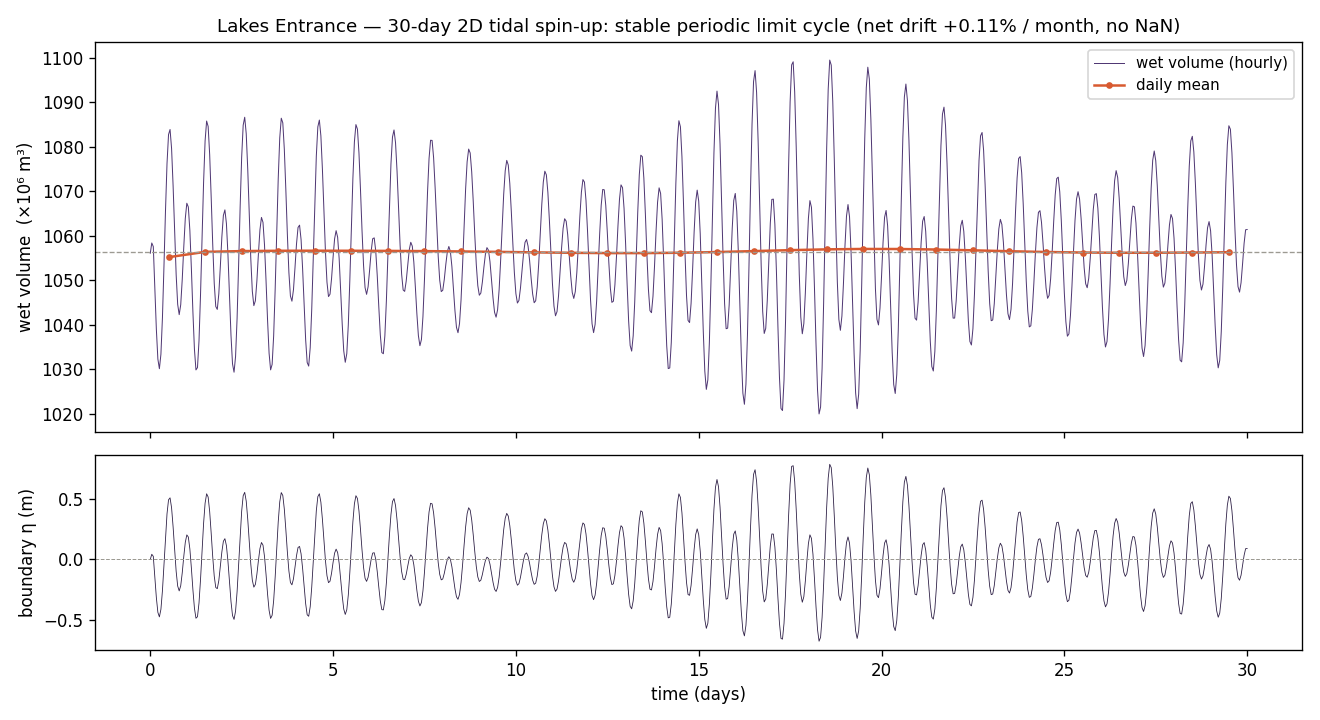 Lakes Entrance — 30-day 2D tidal spin-up: stable periodic limit cycle (net drift +0.11% / month, no NaN)
wet volume (×10⁶ m³)
1100
1090
1080
1070
1060
1050
1040
1030
1020
wet volume (hourly)
daily mean
boundary η (m)
0.5
0.0
−0.5
0 5 10 15 20 25 30
time (days)